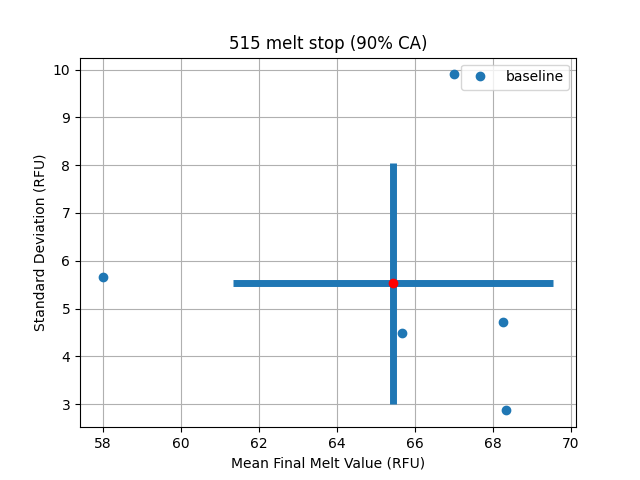 515 melt stop (90% CA)
baseline
Standard Deviation (RFU)
10
9
8
7
6
5
4
3
58 60 62 64 66 68 70
Mean Final Melt Value (RFU)